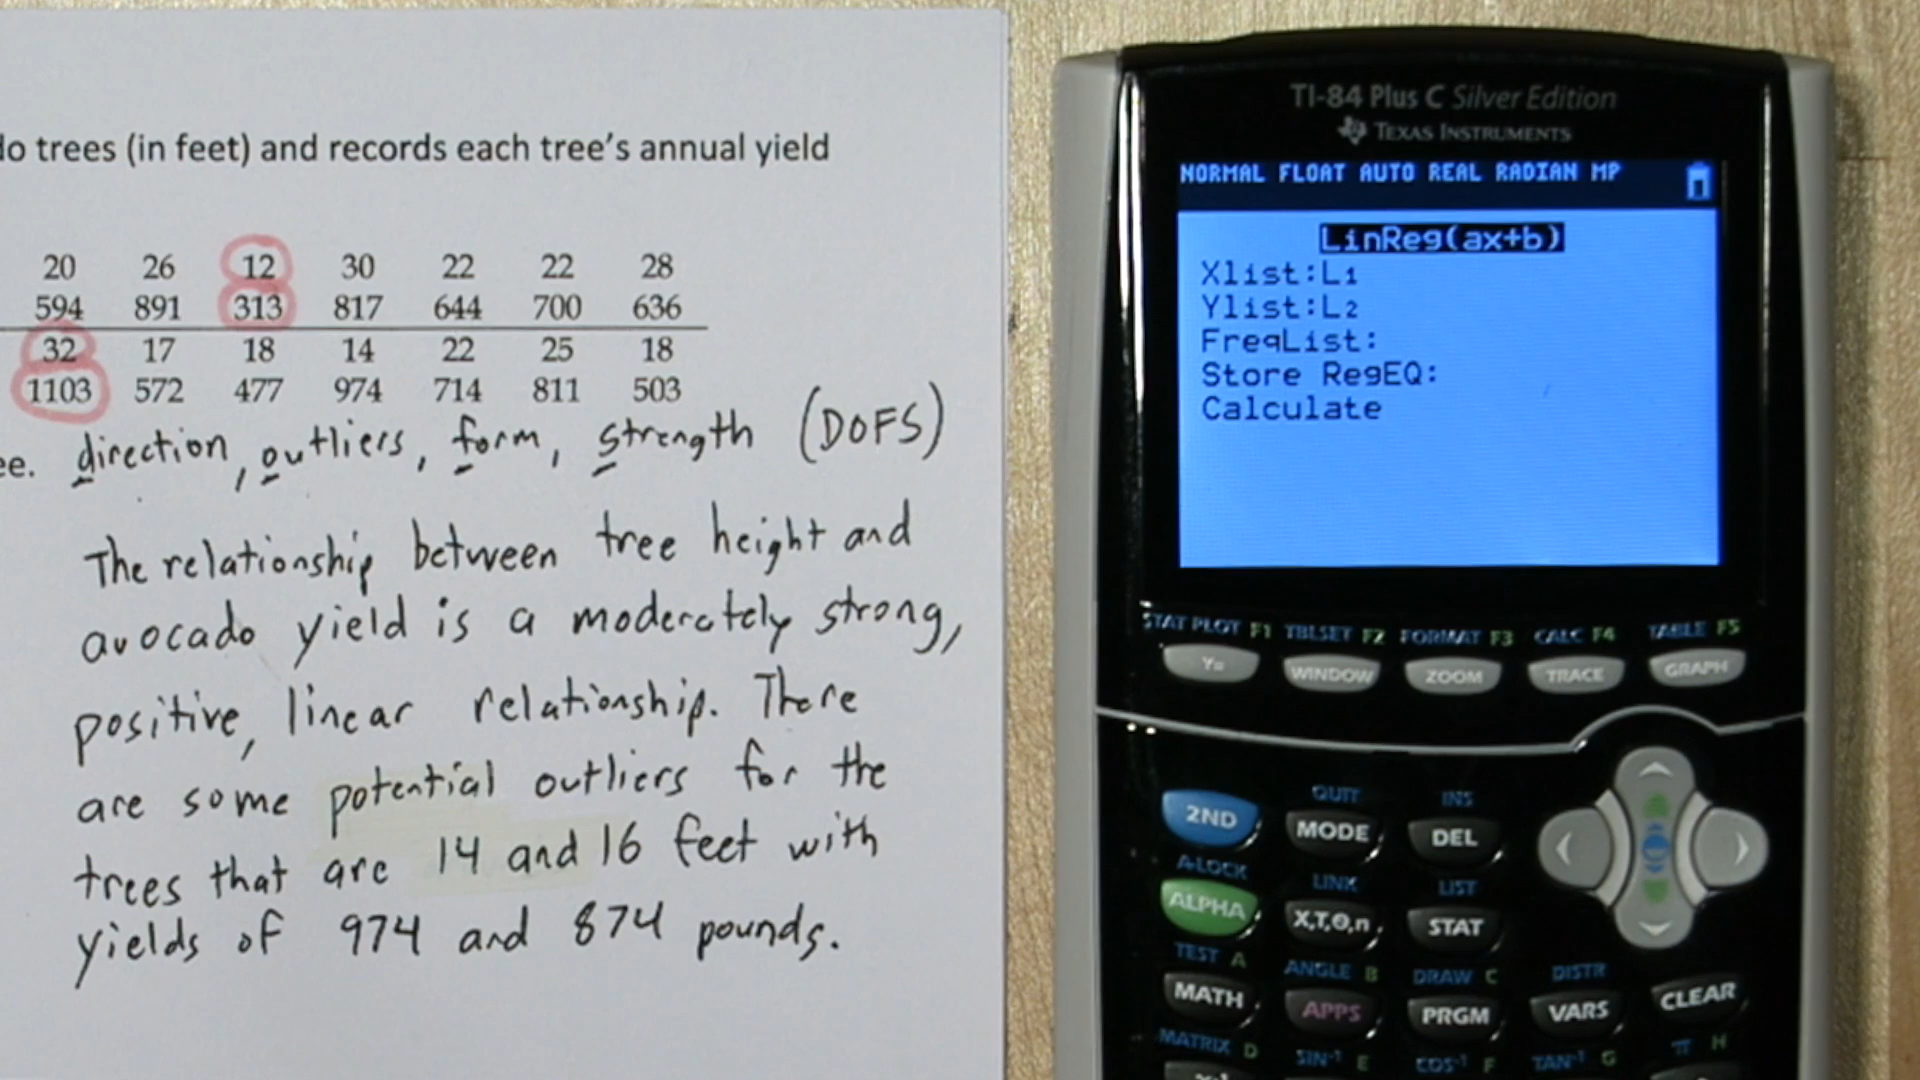 do trees (in feet) and records each tree's annual yield
20 26 12 30 22 22 28
594 891 313 817 644 700 636
32 17 18 14 22 25 18
1103 572 477 974 714 811 503
ee. direction, outliers, form, strength (DOFS)
The relationship between tree height and
avocado yield is a moderately strong,
positive, linear relationship. There
are some potential outliers for the
trees that are 14 and 16 feet with
yields of 974 and 874 pounds.
TI-84 Plus C Silver Edition
TEXAS INSTRUMENTS
NORMAL FLOAT AUTO REAL RADIAN MP
LinReg(ax+b)
Xlist:L1
Ylist:L2
FreqList:
Store RegEQ:
Calculate
STAT PLOT F1 TBLSET F2 FORMAT F3 CALC F4 TABLE F5
Y= WINDOW ZOOM TRACE GRAPH
QUIT INS
2ND MODE DEL
A-LOCK LINK LIST
ALPHA X,T,Θ,n STAT
TEST A ANGLE B DRAW C DISTR
MATH APPS PRGM VARS CLEAR
MATRIX D SIN-1 E COS-1 F TAN-1 G π H